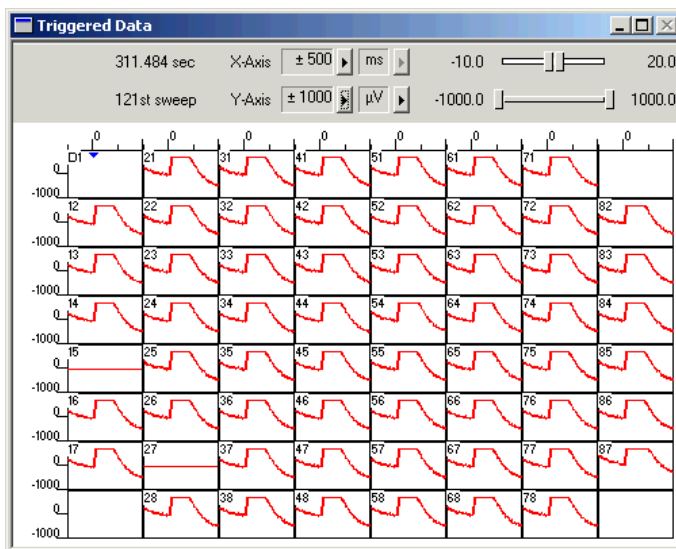 Triggered Data
311.484 sec X-Axis ± 500 ms -10.0 20.0
121st sweep Y-Axis ± 1000 µV -1000.0 1000.0
0 0 0 0 0 0 0 0
0 D1 21 31 41 51 61 71
-1000
0 12 22 32 42 52 62 72 82
-1000
0 13 23 33 43 53 63 73 83
-1000
0 14 24 34 44 54 64 74 84
-1000
0 15 25 35 45 55 65 75 85
-1000
0 16 26 36 46 56 66 76 86
-1000
0 17 27 37 47 57 67 77 87
-1000
0 28 38 48 58 68 78
-1000